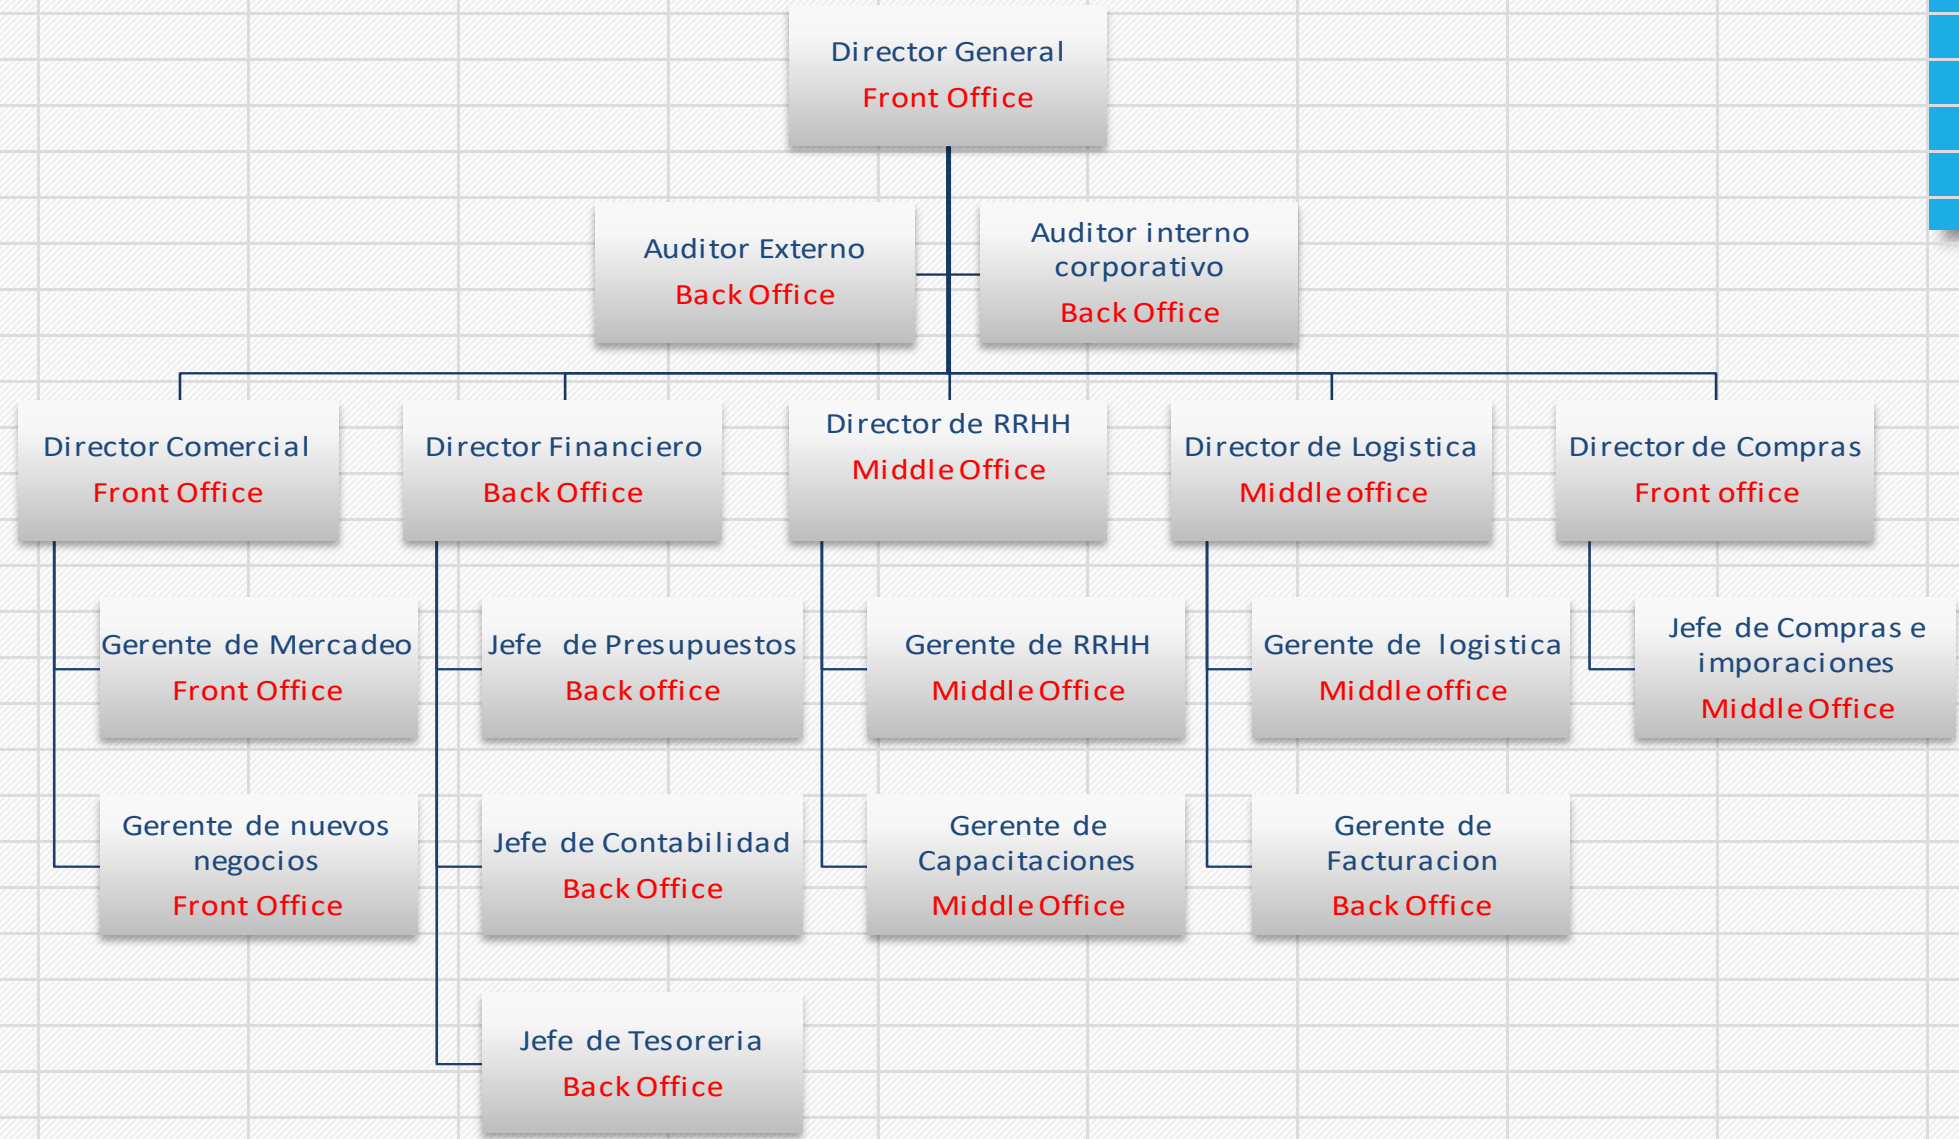 Director General
Front Office
Auditor Externo
Back Office
Auditor interno
corporativo
Back Office
Director Comercial
Front Office
Director Financiero
Back Office
Director de RRHH
Middle Office
Director de Logistica
Middle office
Director de Compras
Front office
Gerente de Mercadeo
Front Office
Jefe de Presupuestos
Back office
Gerente de RRHH
Middle Office
Gerente de logistica
Middle office
Jefe de Compras e
imporaciones
Middle Office
Gerente de nuevos
negocios
Front Office
Jefe de Contabilidad
Back Office
Gerente de
Capacitaciones
Middle Office
Gerente de
Facturacion
Back Office
Jefe de Tesoreria
Back Office